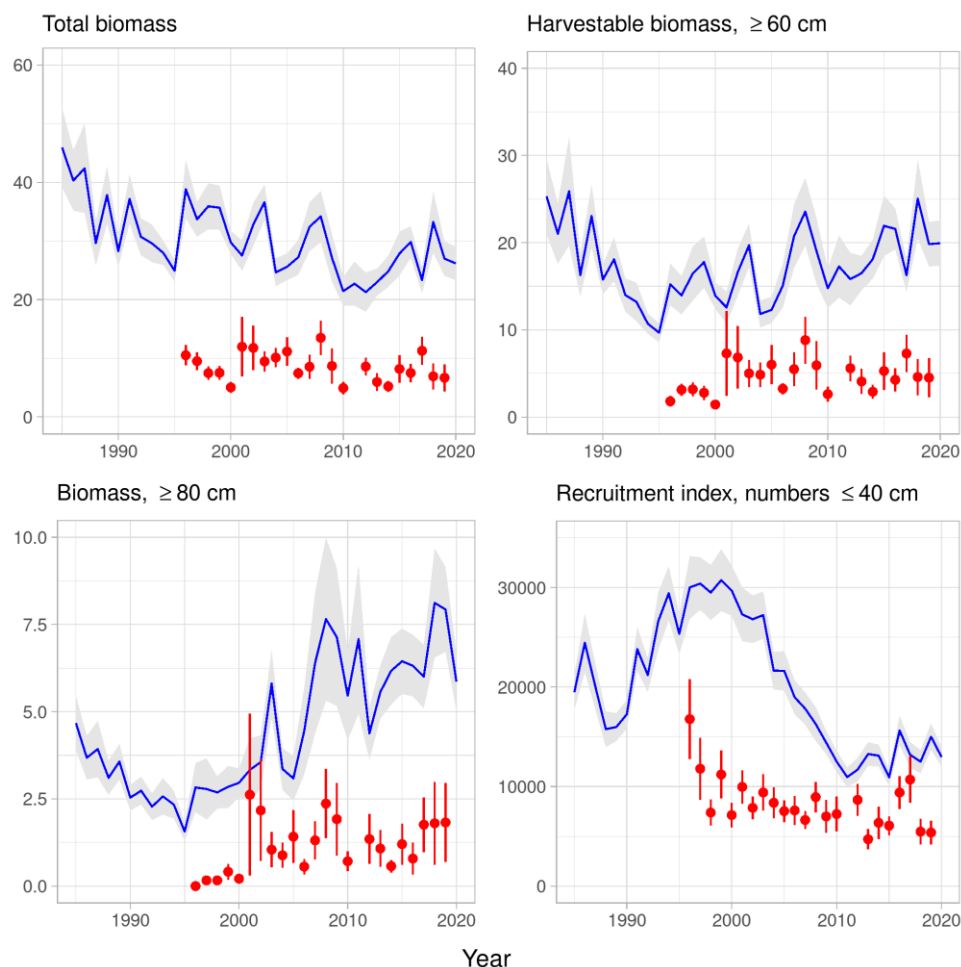 Total biomass
Harvestable biomass, ≥ 60 cm
60
40
20
0
1990 2000 2010 2020
40
30
20
10
0
1990 2000 2010 2020
Biomass, ≥ 80 cm
Recruitment index, numbers ≤ 40 cm
10.0
7.5
5.0
2.5
0.0
1990 2000 2010 2020
30000
20000
10000
0
1990 2000 2010 2020
Year